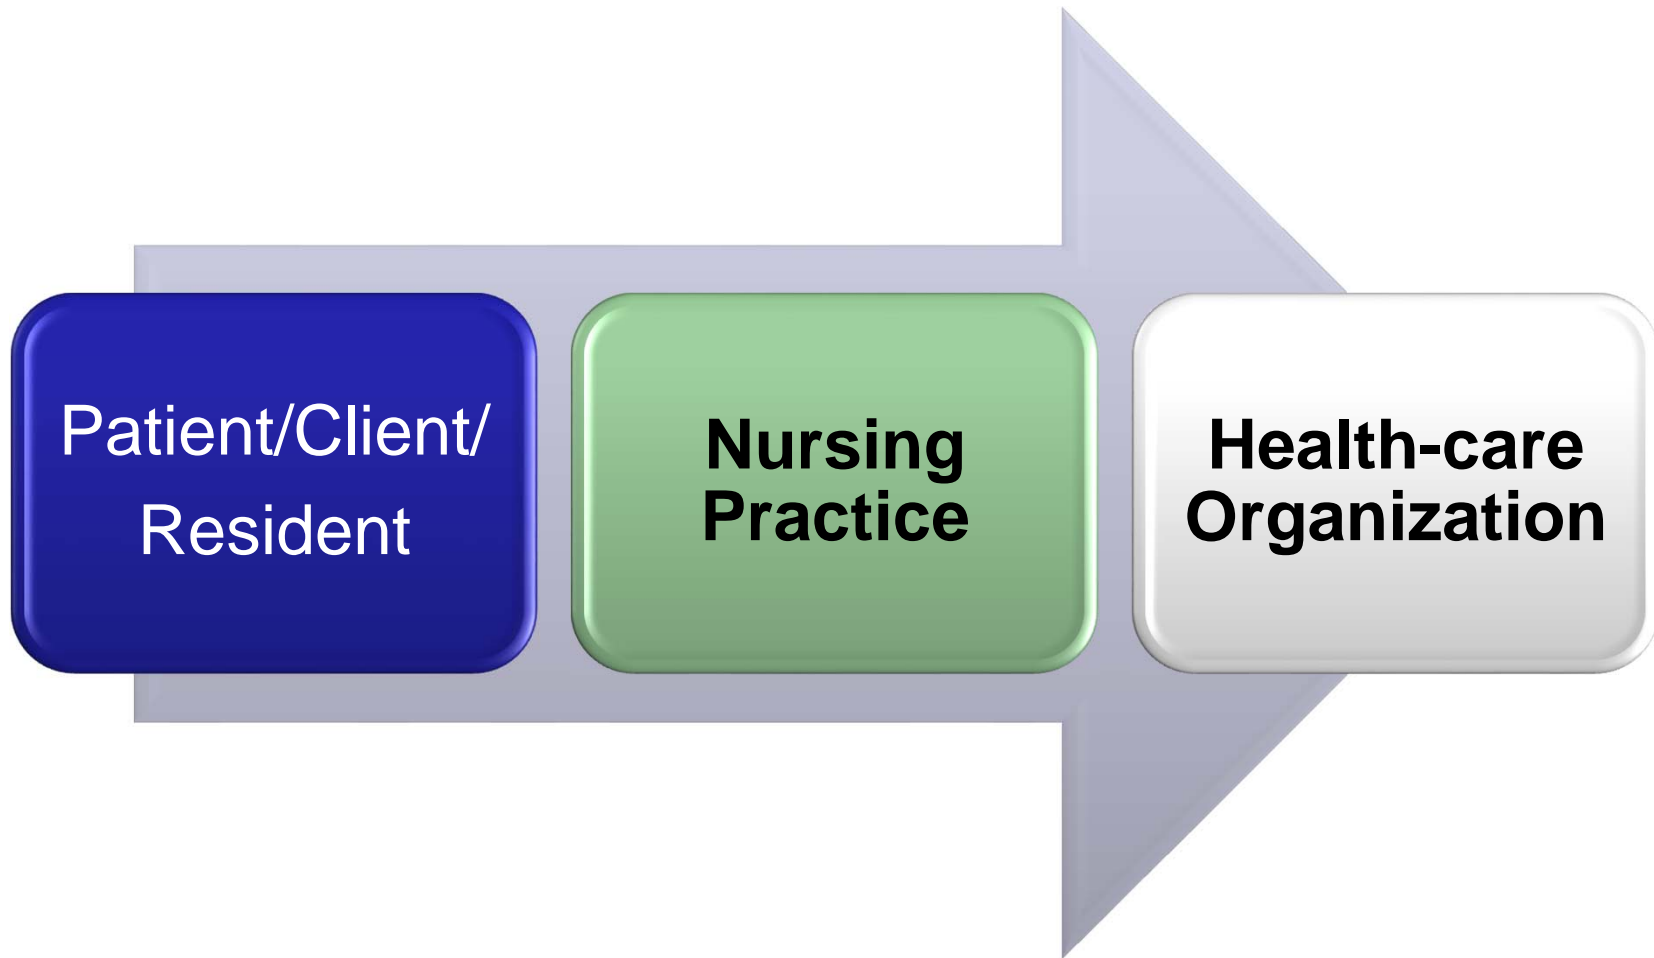 Patient/Client/
Resident
Nursing
Practice
Health-care
Organization